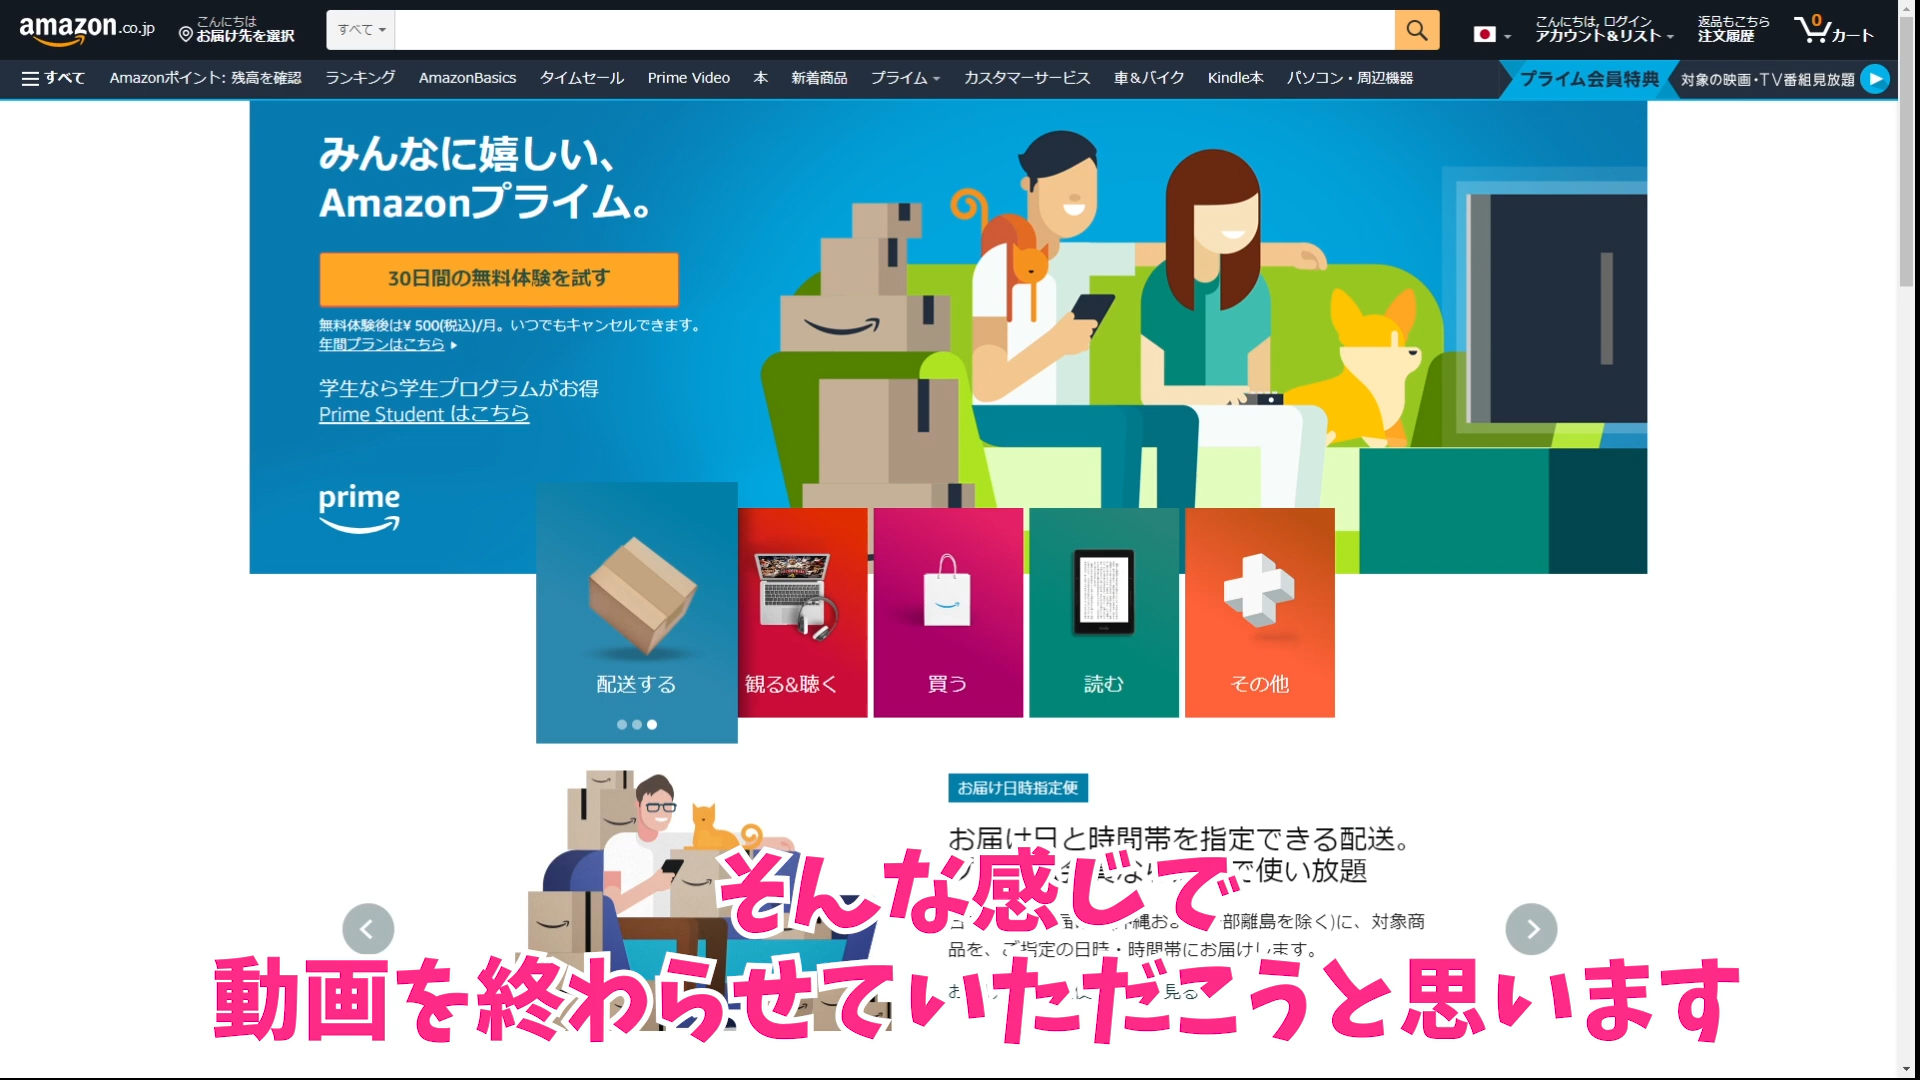 amazon.co.jp
こんにちは
お届け先を選択
すべて
こんにちは, ログイン
アカウント&リスト
返品もこちら
注文履歴
0
カート
すべて
Amazonポイント: 残高を確認
ランキング
AmazonBasics
タイムセール
Prime Video
本
新着商品
プライム
カスタマーサービス
車&バイク
Kindle本
パソコン・周辺機器
プライム会員特典
対象の映画・TV番組見放題
みんなに嬉しい、
Amazonプライム。
30日間の無料体験を試す
無料体験後は¥ 500(税込)/月。いつでもキャンセルできます。
年間プランはこちら
学生なら学生プログラムがお得
Prime Student はこちら
prime
配送する
観る&聴く
買う
読む
その他
お届け日時指定便
お届け日と時間帯を指定できる配送。
で使い放題
部離島を除く)に、対象商
品を、ご指定の日時・時間帯にお届けします。
見る
そんな感じで
動画を終わらせていただこうと思います